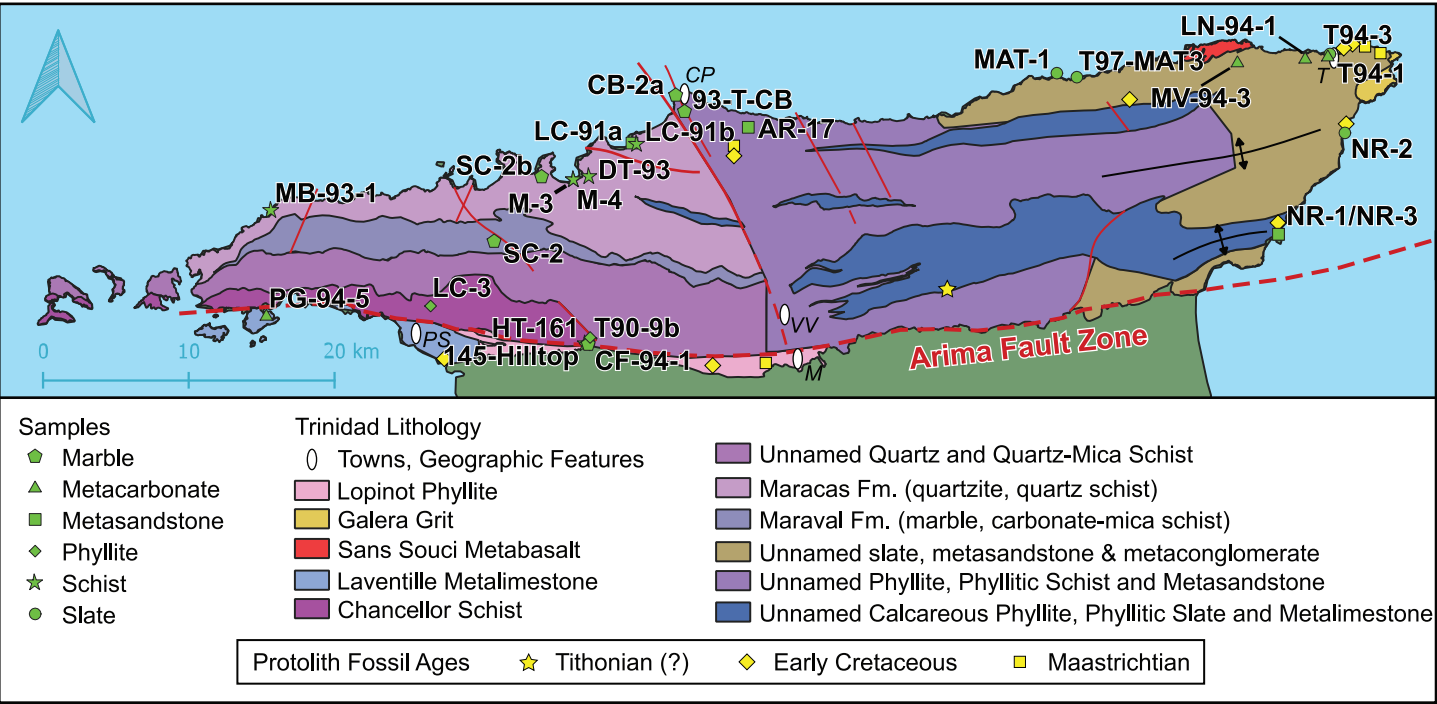 LN-94-1
T94-3
MAT-1
T97-MAT3
T
T94-1
CP
CB-2a
93-T-CB
MV-94-3
LC-91a
LC-91b
AR-17
NR-2
SC-2b
DT-93
MB-93-1
M-3
M-4
NR-1/NR-3
SC-2
PG-94-5
LC-3
HT-161
T90-9b
VV
PS
145-Hilltop
CF-94-1
M
Arima Fault Zone
0
10
20 km
Samples
Marble
Metacarbonate
Metasandstone
Phyllite
Schist
Slate
Trinidad Lithology
Towns, Geographic Features
Lopinot Phyllite
Galera Grit
Sans Souci Metabasalt
Laventille Metalimestone
Chancellor Schist
Unnamed Quartz and Quartz-Mica Schist
Maracas Fm. (quartzite, quartz schist)
Maraval Fm. (marble, carbonate-mica schist)
Unnamed slate, metasandstone & metaconglomerate
Unnamed Phyllite, Phyllitic Schist and Metasandstone
Unnamed Calcareous Phyllite, Phyllitic Slate and Metalimestone
Protolith Fossil Ages
Tithonian (?)
Early Cretaceous
Maastrichtian